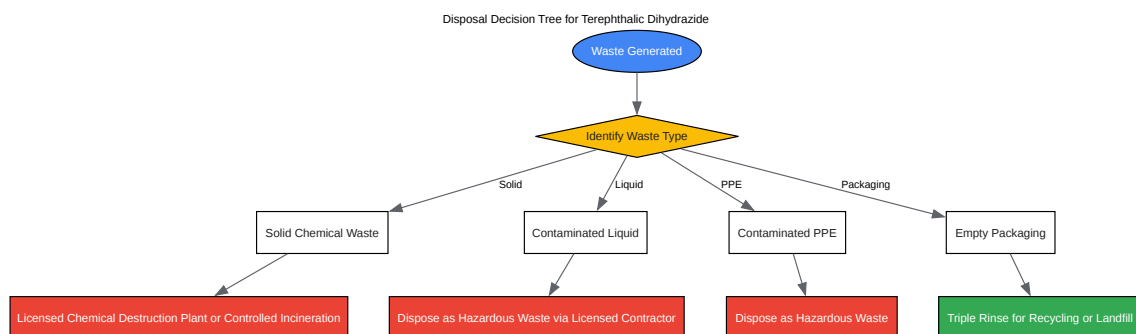 Disposal Decision Tree for Terephthalic Dihydrazide
Waste Generated
Identify Waste Type
Solid
Liquid
PPE
Packaging
Solid Chemical Waste
Contaminated Liquid
Contaminated PPE
Empty Packaging
Licensed Chemical Destruction Plant or Controlled Incineration
Dispose as Hazardous Waste via Licensed Contractor
Dispose as Hazardous Waste
Triple Rinse for Recycling or Landfill